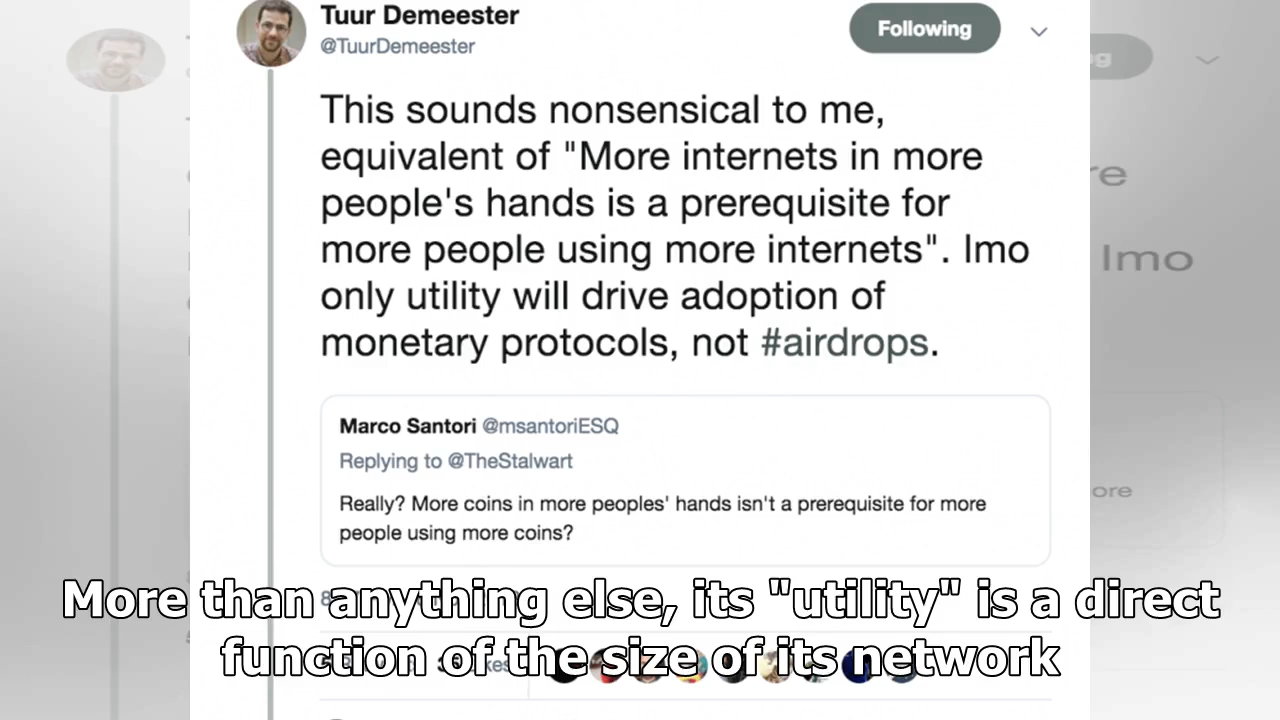 Tuur Demeester
@TuurDemeester
Following
This sounds nonsensical to me,
equivalent of "More internets in more
people's hands is a prerequisite for
more people using more internets". Imo
only utility will drive adoption of
monetary protocols, not #airdrops.
Marco Santori @msantoriESQ
Replying to @TheStalwart
Really? More coins in more peoples' hands isn't a prerequisite for more
people using more coins?
More than anything else, its "utility" is a direct
function of the size of its network
Imo